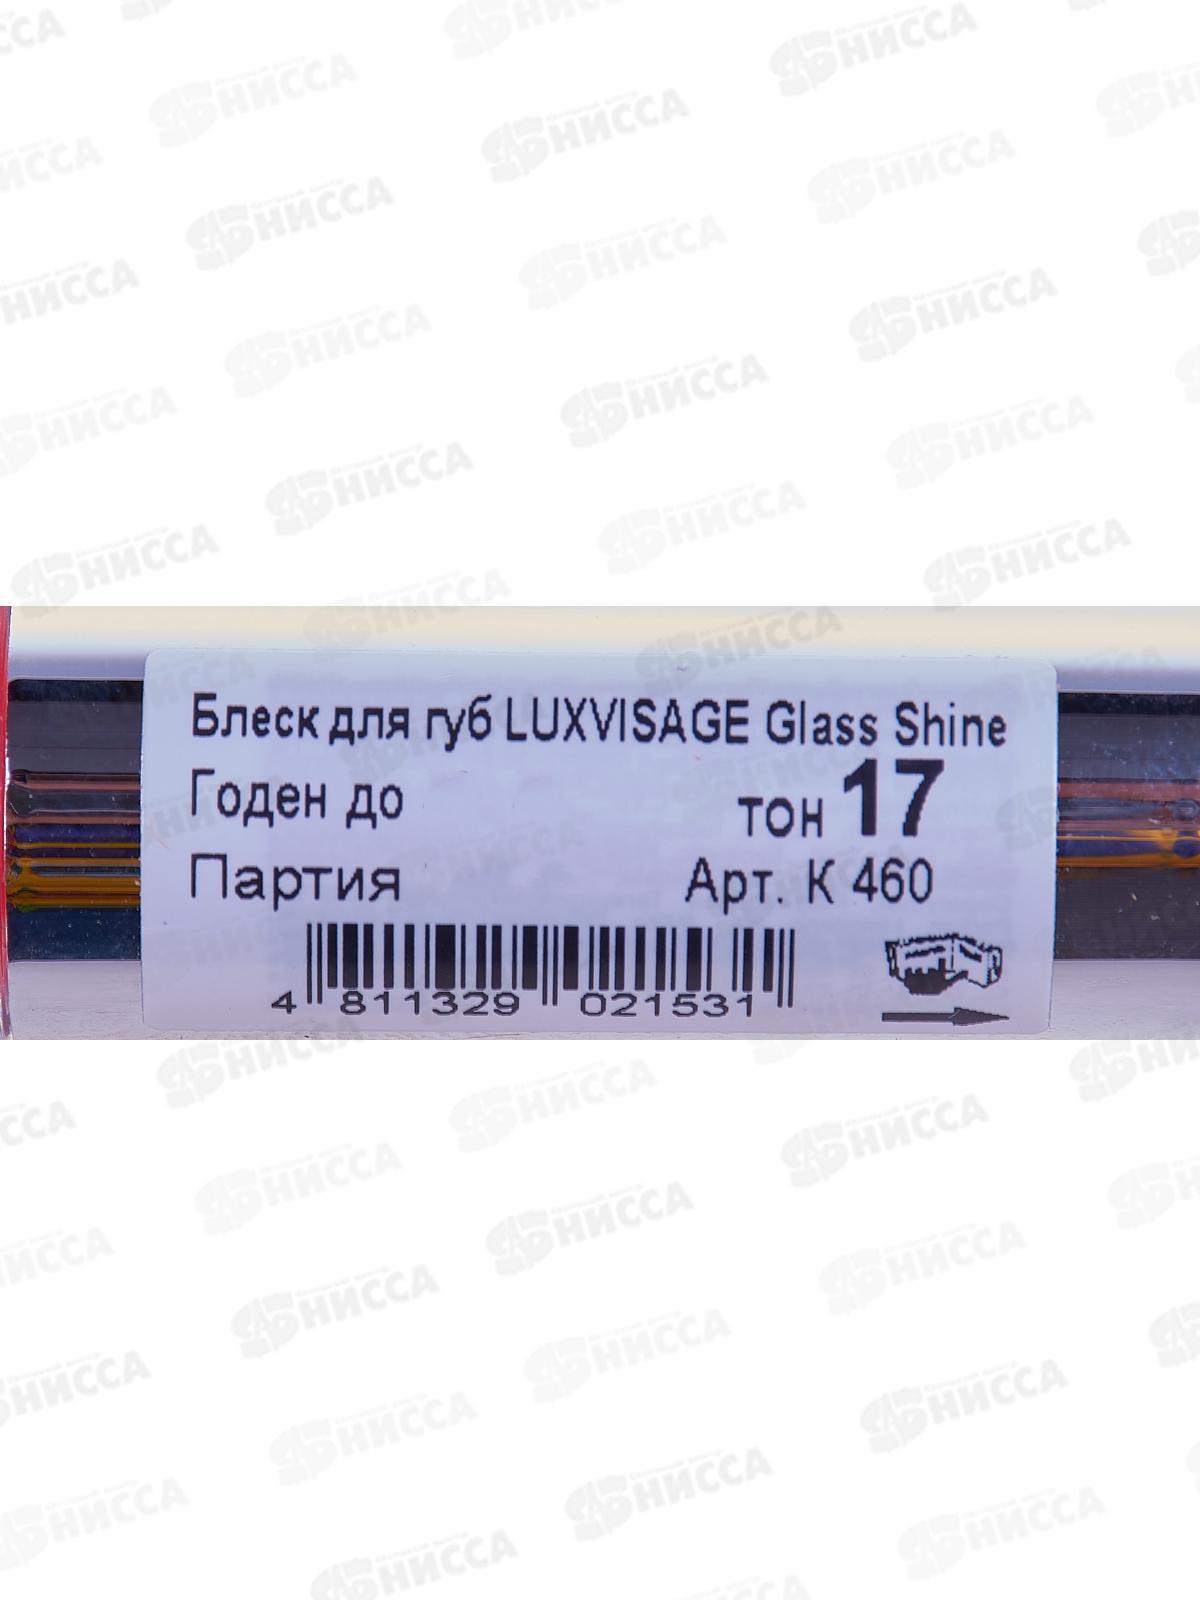 Блеск для губ LUXVISAGE Glass Shine
Годен до
тон 17
Партия
Арт. К 460
4 811329 021531